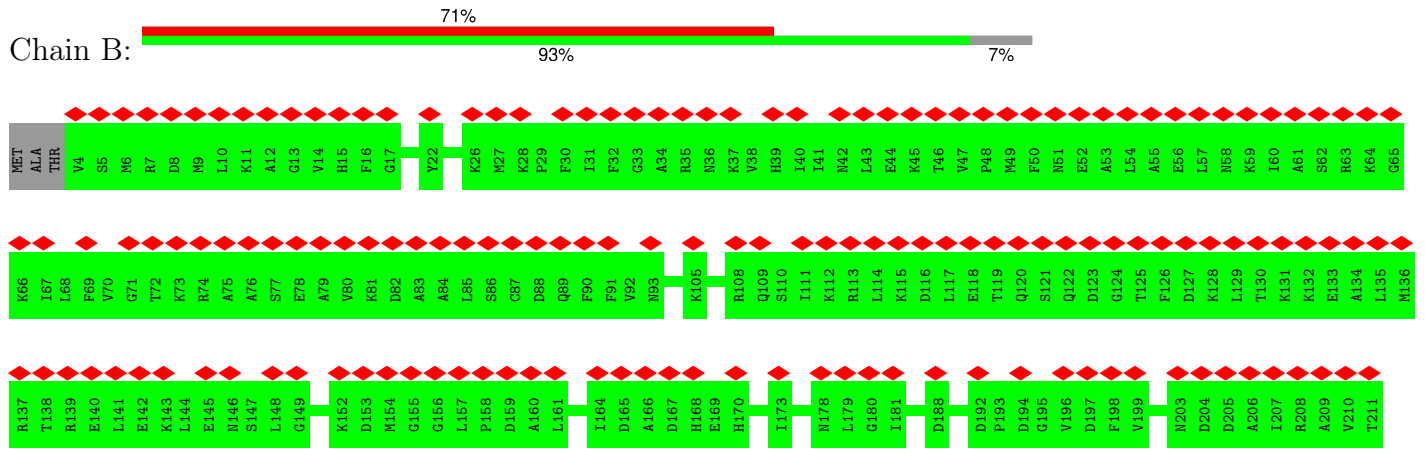 71%
Chain B:
93% 7%
MET ALA THR V4 S5 M6 R7 D8 M9 L10 K11 A12 G13 V14 H15 F16 G17 Y22 K26 M27 K28 P29 F30 I31 F32 G33 A34 R35 N36 K37 V38 H39 I40 I41 N42 L43 E44 K45 T46 V47 P48 M49 F50 N51 E52 A53 L54 A55 E56 L57 N58 K59 I60 A61 S62 R63 K64 G65
K66 I67 L68 F69 V70 G71 T72 K73 R74 A75 A76 S77 E78 A79 V80 K81 D82 A83 A84 L85 S86 C87 D88 Q89 F90 F91 V92 N93 K105 R108 Q109 S110 I111 K112 R113 L114 K115 D116 L117 E118 T119 Q120 S121 Q122 D123 G124 T125 F126 D127 K128 L129 T130 K131 K132 E133 A134 L135 M136
R137 T138 R139 E140 L141 E142 K143 L144 E145 N146 S147 L148 G149 K152 D153 M154 G155 G156 L157 P158 D159 A160 L161 I164 D165 A166 D167 H168 E169 H170 I173 N178 L179 G180 I181 D188 D192 P193 D194 G195 V196 D197 F198 V199 N203 D204 D205 A206 I207 R208 A209 V210 T211